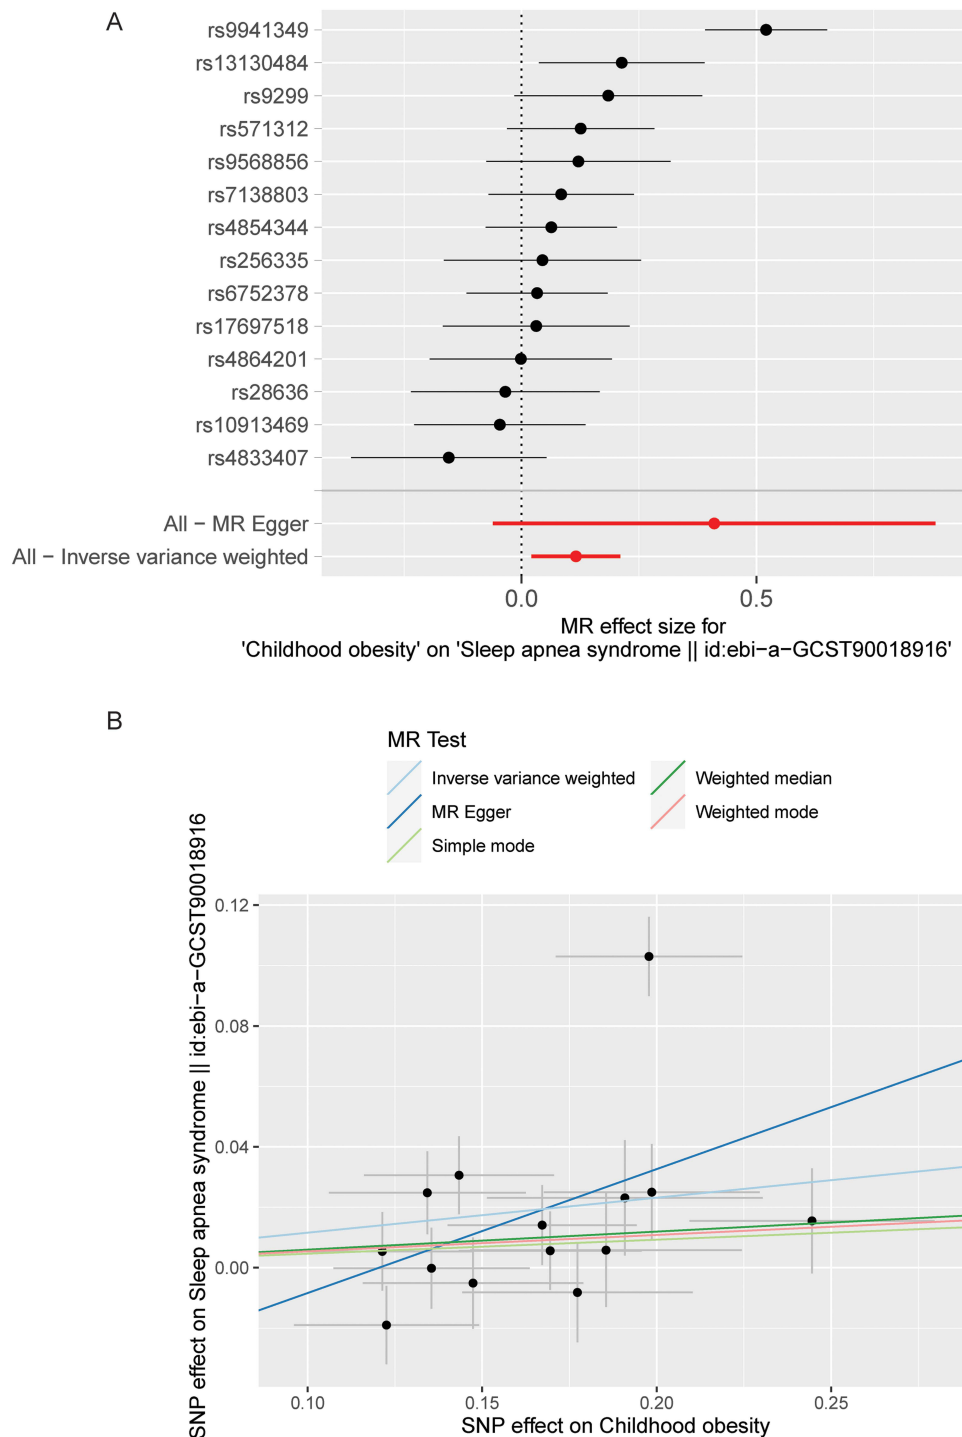 A
rs9941349
rs13130484
rs9299
rs571312
rs9568856
rs7138803
rs4854344
rs256335
rs6752378
rs17697518
rs4864201
rs28636
rs10913469
rs4833407
All − MR Egger
All − Inverse variance weighted
0.0 0.5
MR effect size for
'Childhood obesity' on 'Sleep apnea syndrome || id:ebi−a−GCST90018916'
B
MR Test
Inverse variance weighted Weighted median
MR Egger Weighted mode
Simple mode
SNP effect on Sleep apnea syndrome || id:ebi−a−GCST90018916
0.12
0.08
0.04
0.00
0.10 0.15 0.20 0.25
SNP effect on Childhood obesity